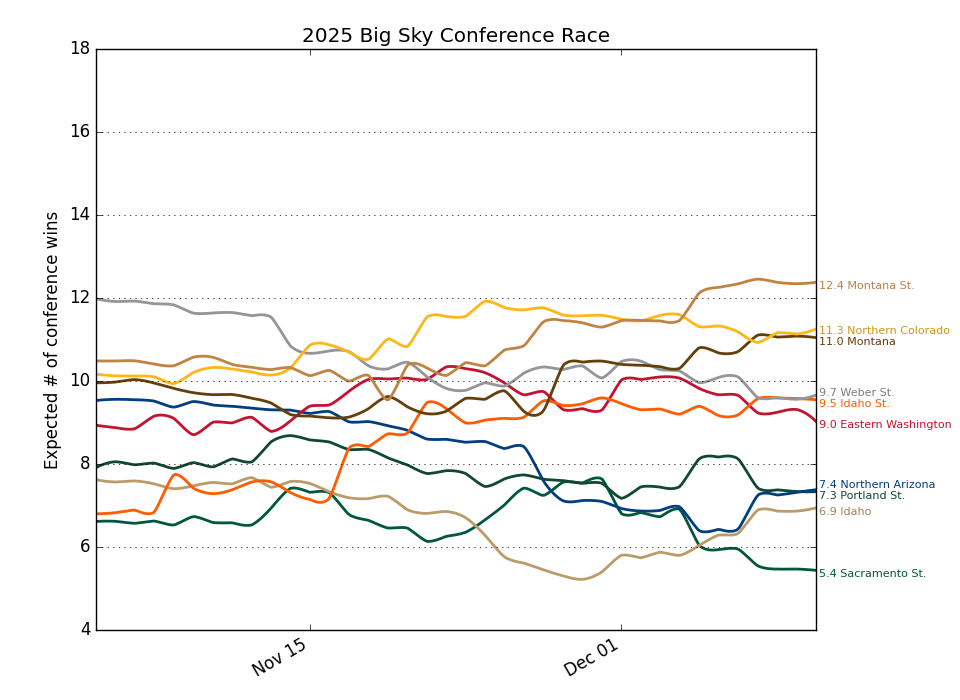 2025 Big Sky Conference Race
Expected # of conference wins
18
16
14
12
10
8
6
4
Nov 15
Dec 01
12.4 Montana St.
11.3 Northern Colorado
11.0 Montana
9.7 Weber St.
9.5 Idaho St.
9.0 Eastern Washington
7.4 Northern Arizona
7.3 Portland St.
6.9 Idaho
5.4 Sacramento St.